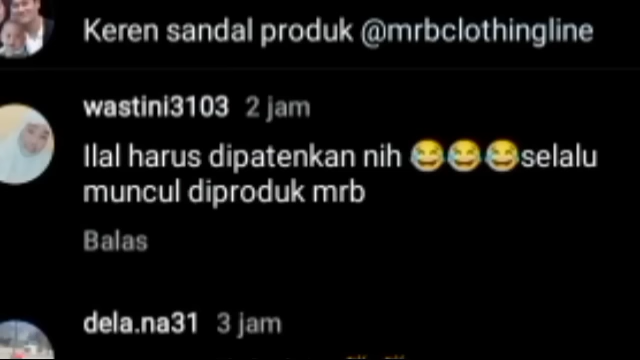 Keren sandal produk @mrbclothingline
wastini3103 2 jam
Ilal harus dipatenkan nih 😂😂😂selalu
muncul diproduk mrb
Balas
dela.na31 3 jam